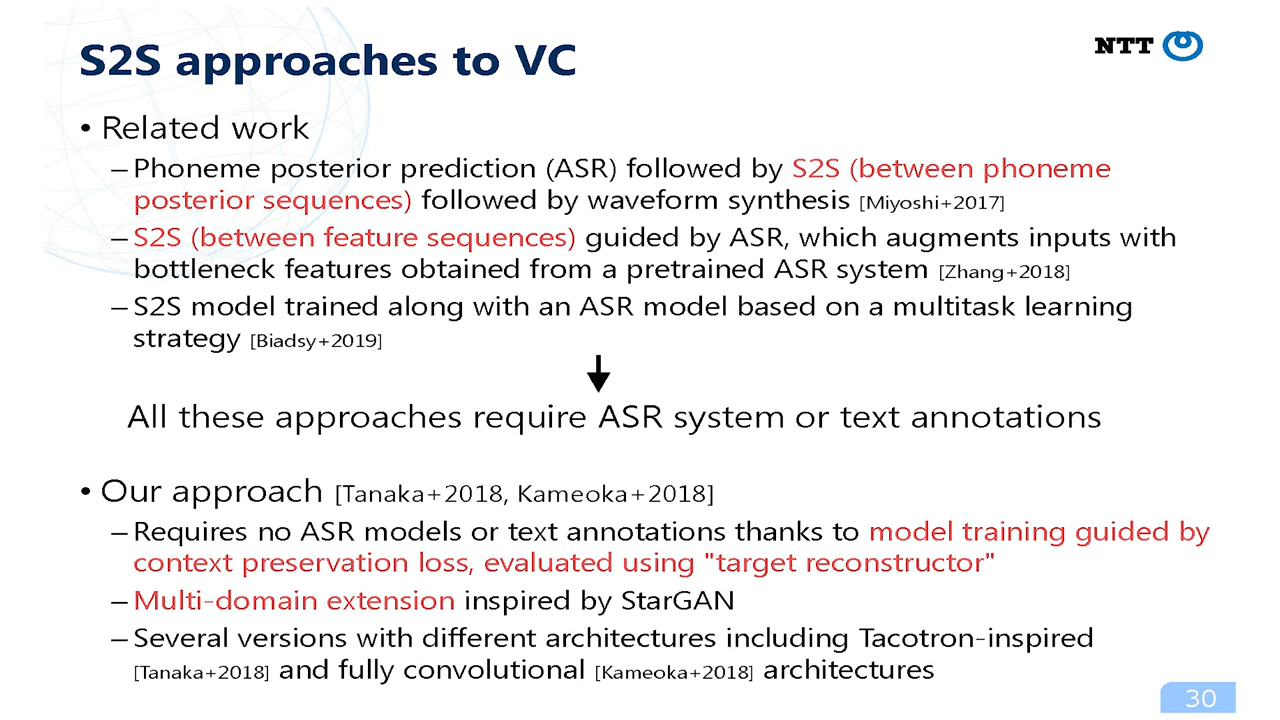 S2S approaches to VC
NTT
• Related work
– Phoneme posterior prediction (ASR) followed by S2S (between phoneme
posterior sequences) followed by waveform synthesis [Miyoshi+2017]
– S2S (between feature sequences) guided by ASR, which augments inputs with
bottleneck features obtained from a pretrained ASR system [Zhang+2018]
– S2S model trained along with an ASR model based on a multitask learning
strategy [Biadsy+2019]
All these approaches require ASR system or text annotations
• Our approach [Tanaka+2018, Kameoka+2018]
– Requires no ASR models or text annotations thanks to model training guided by
context preservation loss, evaluated using "target reconstructor"
– Multi-domain extension inspired by StarGAN
– Several versions with different architectures including Tacotron-inspired
[Tanaka+2018] and fully convolutional [Kameoka+2018] architectures
30